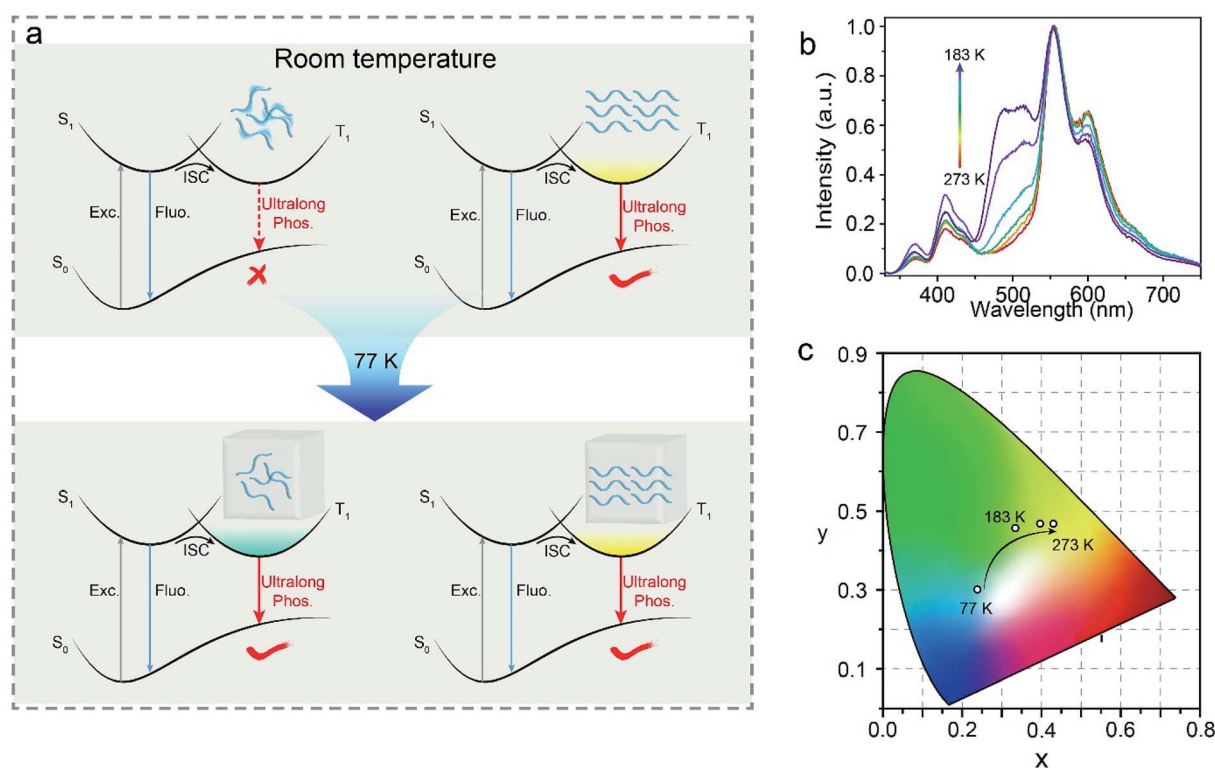 a
Room temperature
S1
T1
ISC
Exc.
Fluo.
Ultralong
Phos.
S0
S1
T1
ISC
Exc.
Fluo.
Ultralong
Phos.
S0
77 K
S1
T1
ISC
Exc.
Fluo.
Ultralong
Phos.
S0
S1
T1
ISC
Exc.
Fluo.
Ultralong
Phos.
S0
b
Intensity (a.u.)
1.0
0.8
0.6
0.4
0.2
0.0
183 K
273 K
400 500 600 700
Wavelength (nm)
c
y
0.9
0.7
0.5
0.3
0.1
183 K
273 K
77 K
0.0 0.2 0.4 0.6 0.8
x